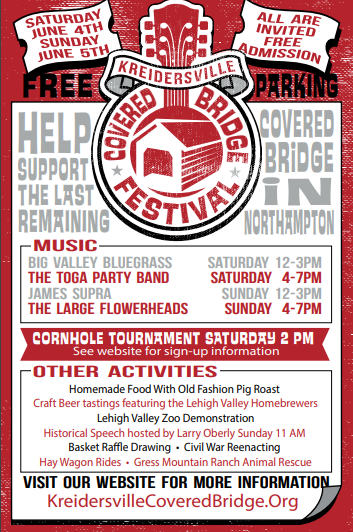 SATURDAY
JUNE 4TH
SUNDAY
JUNE 5TH
ALL ARE
INVITED
FREE
ADMISSION
FREE PARKING
KREIDERSVILLE
COVERED BRIDGE
FESTIVAL
HELP
SUPPORT
THE LAST
REMAINING
COVERED
BRiDGE
iN
NORTHAMPTON
MUSIC
BIG VALLEY BLUEGRASS SATURDAY 12-3PM
THE TOGA PARTY BAND SATURDAY 4-7PM
JAMES SUPRA SUNDAY 12-3PM
THE LARGE FLOWERHEADS SUNDAY 4-7PM
CORNHOLE TOURNAMENT SATURDAY 2 PM
See website for sign-up information
OTHER ACTIVITIES
Homemade Food With Old Fashion Pig Roast
Craft Beer tastings featuring the Lehigh Valley Homebrewers
Lehigh Valley Zoo Demonstration
Historical Speech hosted by Larry Oberly Sunday 11 AM
Basket Raffle Drawing • Civil War Reenacting
Hay Wagon Rides • Gress Mountain Ranch Animal Rescue
VISIT OUR WEBSITE FOR MORE INFORMATION
KreidersvilleCoveredBridge.Org